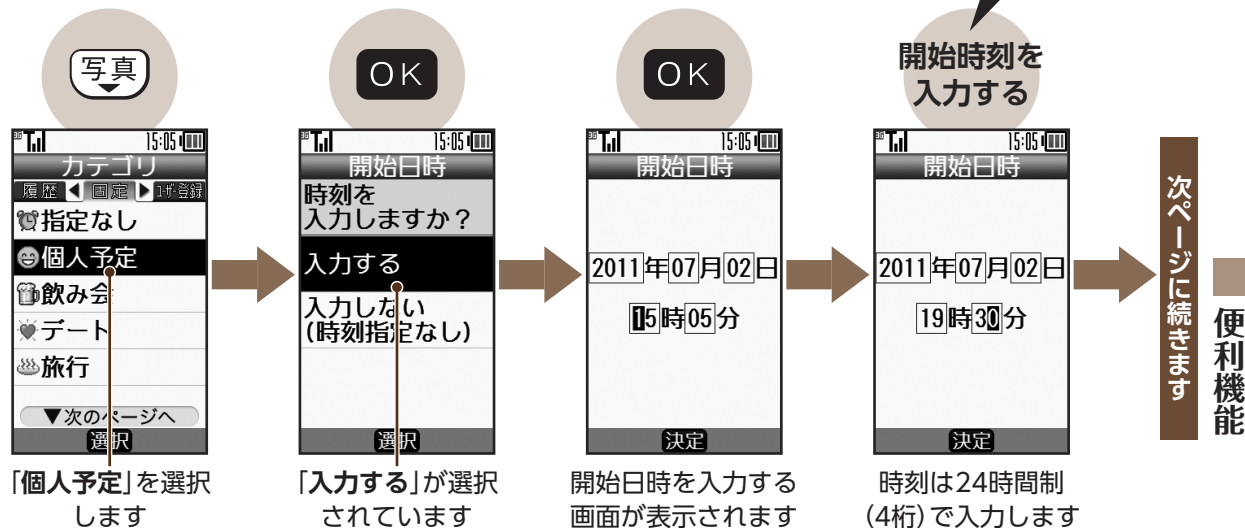 写真
OK
OK
開始時刻を
入力する
3G 15:05
カテゴリ
履歴 ◀ 固定 ▶ ﾕｰｻﾞ登録
指定なし
個人予定
飲み会
デート
旅行
▼次のページへ
選択
「個人予定」を選択
します
3G 15:05
開始日時
時刻を
入力しますか？
入力する
入力しない
(時刻指定なし)
選択
「入力する」が選択
されています
3G 15:05
開始日時
2011年07月02日
15時05分
決定
開始日時を入力する
画面が表示されます
3G 15:05
開始日時
2011年07月02日
19時30分
決定
時刻は24時間制
(4桁)で入力します
次ページに続きます
便利機能